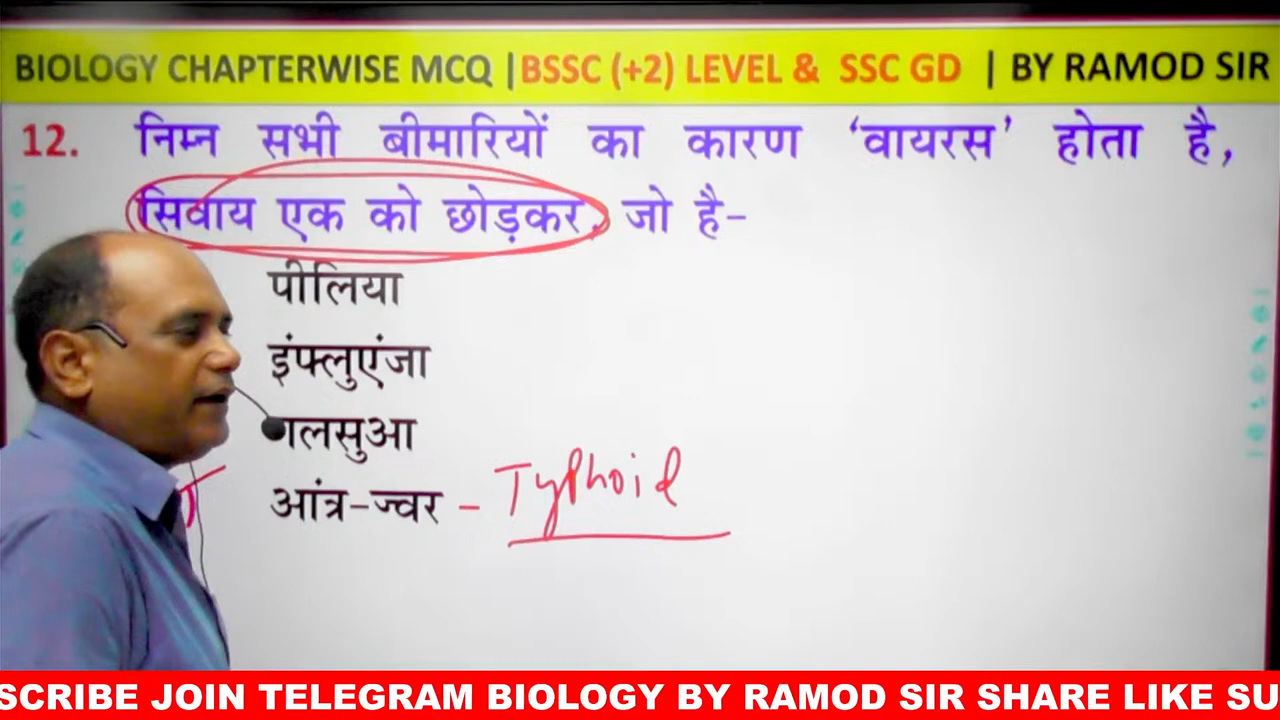 BIOLOGY CHAPTERWISE MCQ | BSSC (+2) LEVEL & SSC GD | BY RAMOD SIR
12. निम्न सभी बीमारियों का कारण ‘वायरस’ होता है,
सिवाय एक को छोड़कर, जो है-
पीलिया
इंफ्लुएंजा
गलसुआ
आंत्र-ज्वर - Typhoid
SCRIBE JOIN TELEGRAM BIOLOGY BY RAMOD SIR SHARE LIKE SU